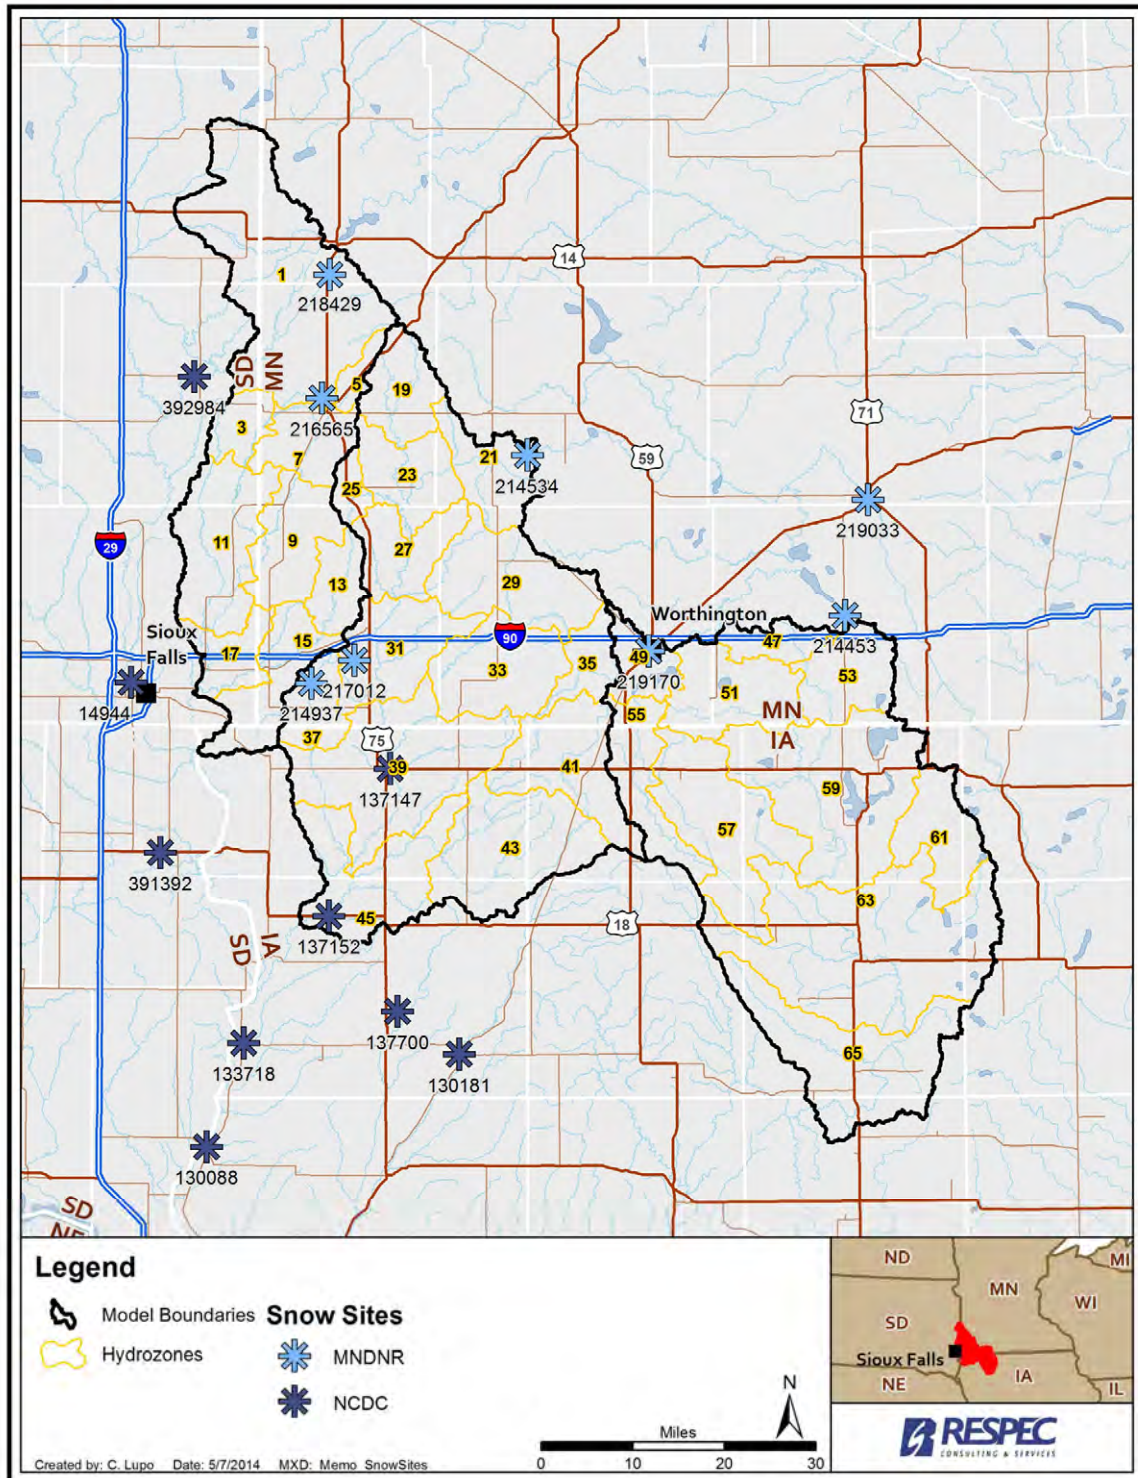 14
1
218429
SD
MN
392984
5
19
216565
71
3
7
59
21
23
214534
25
219033
29
11
9
27
13
29
Worthington
Sioux
Falls
15
90
47
17
31
49
214453
33
35
219170
53
217012
51
14944
214937
55
MN
37
75
IA
39
41
137147
59
57
61
43
391392
63
45
18
137152
IA
SD
137700
133718
130181
65
130088
SD
NE
Legend
Model Boundaries
Hydrozones
Snow Sites
MNDNR
NCDC
N
Miles
0 10 20 30
Created by: C. Lupo Date: 5/7/2014 MXD: Memo_SnowSites
ND
MN
MI
SD
WI
Sioux Falls
NE
IA
IL
RESPEC
CONSULTING & SERVICES